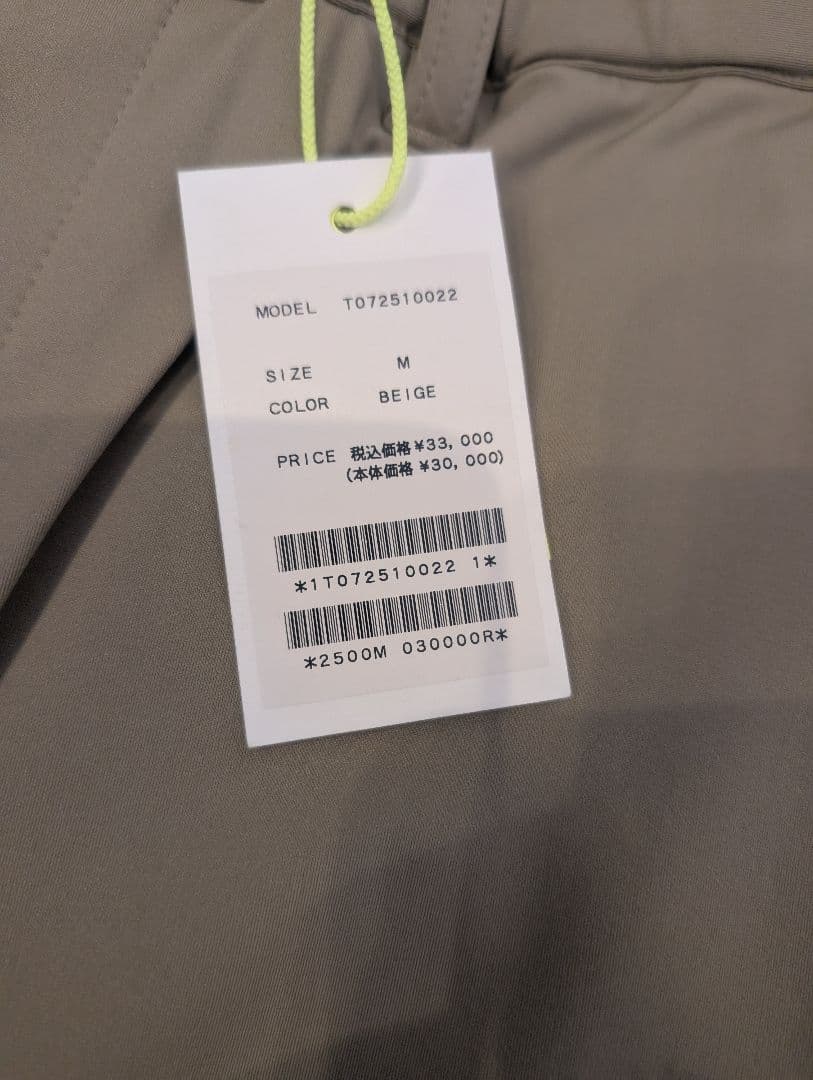 MODEL T072510022
SIZE M
COLOR BEIGE
PRICE 税込価格¥33,000
(本体価格 ¥30,000)
*1T072510022 1*
*2500M 030000R*